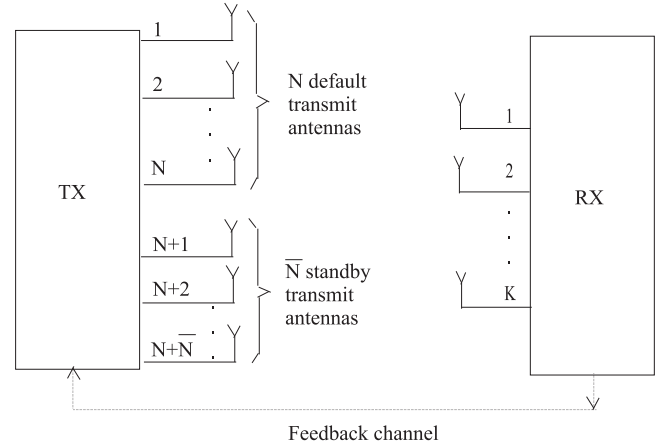 1
2
N
N default
transmit
antennas
TX
N+1
N+2
N+N̅
N̅ standby
transmit
antennas
1
2
K
RX
Feedback channel